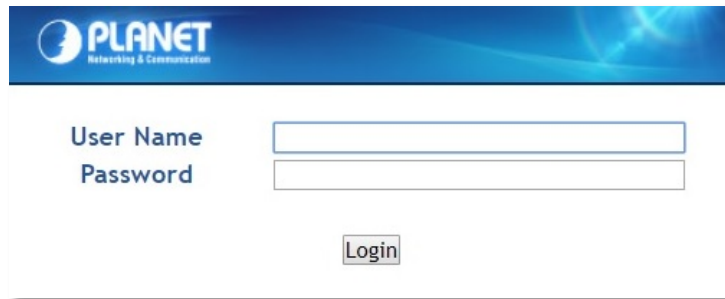 PLANET
Networking & Communication
User Name
Password
Login